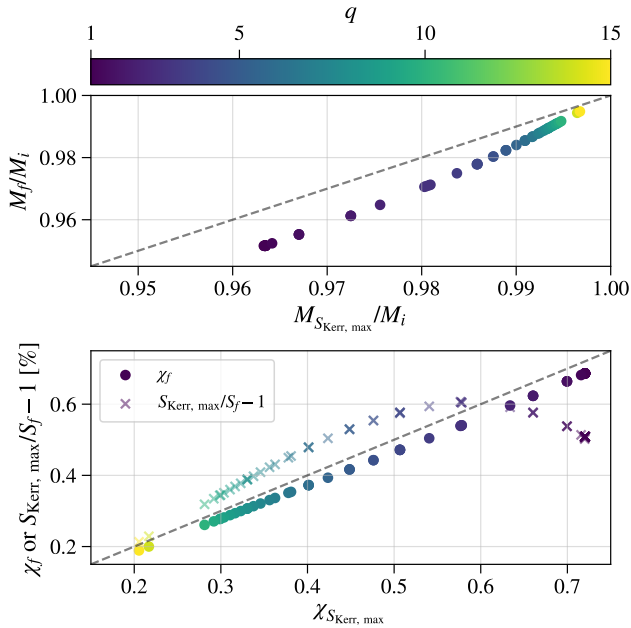 q
1 5 10 15
1.00
0.98
0.96
M_f/M_i
0.95 0.96 0.97 0.98 0.99 1.00
M_{S_{Kerr, max}}/M_i
χ_f
S_{Kerr, max}/S_f − 1
0.6
0.4
0.2
χ_f or S_{Kerr, max}/S_f − 1 [%]
0.2 0.3 0.4 0.5 0.6 0.7
χ_{S_{Kerr, max}}